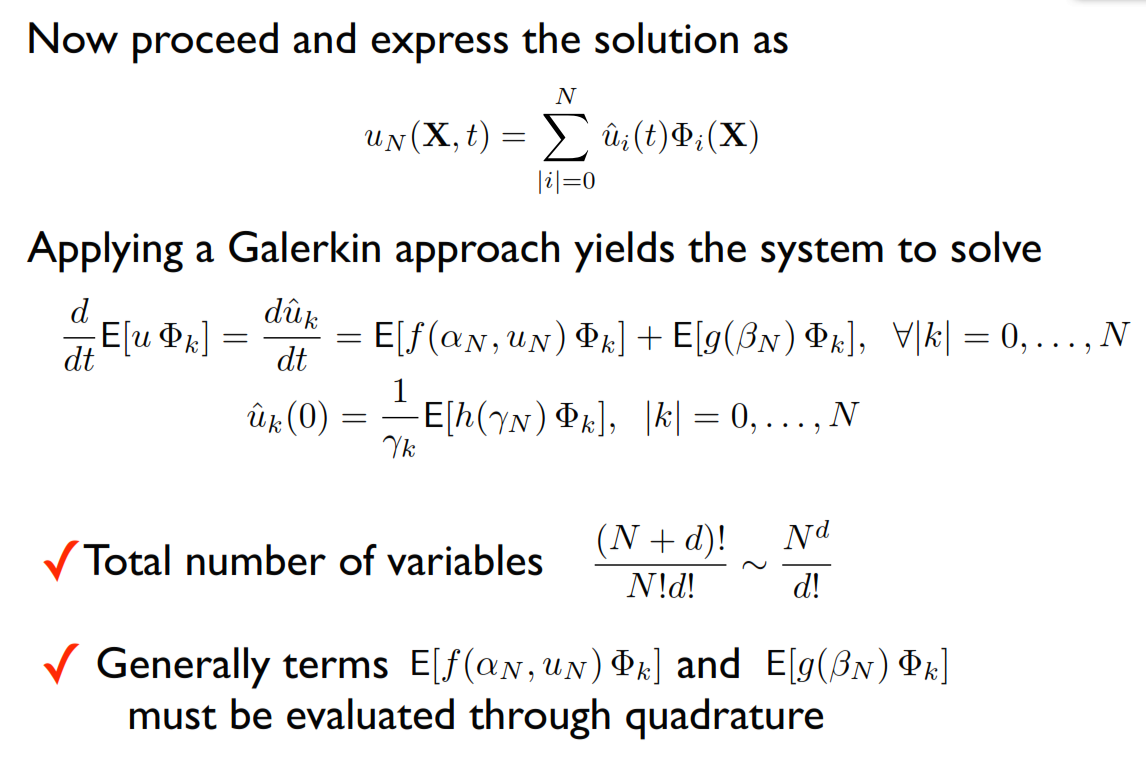 Now proceed and express the solution as
$$u_N(\mathbf{X}, t) = \sum_{|i|=0}^{N} \hat{u}_i(t)\Phi_i(\mathbf{X})$$
Applying a Galerkin approach yields the system to solve
$$\frac{d}{dt}\mathsf{E}[u\,\Phi_k] = \frac{d\hat{u}_k}{dt} = \mathsf{E}[f(\alpha_N, u_N)\,\Phi_k] + \mathsf{E}[g(\beta_N)\,\Phi_k], \quad \forall |k| = 0, \ldots, N$$
$$\hat{u}_k(0) = \frac{1}{\gamma_k}\mathsf{E}[h(\gamma_N)\,\Phi_k], \quad |k| = 0, \ldots, N$$
✓ Total number of variables $\frac{(N+d)!}{N!d!} \sim \frac{N^d}{d!}$
✓ Generally terms $\mathsf{E}[f(\alpha_N, u_N)\,\Phi_k]$ and $\mathsf{E}[g(\beta_N)\,\Phi_k]$
must be evaluated through quadrature